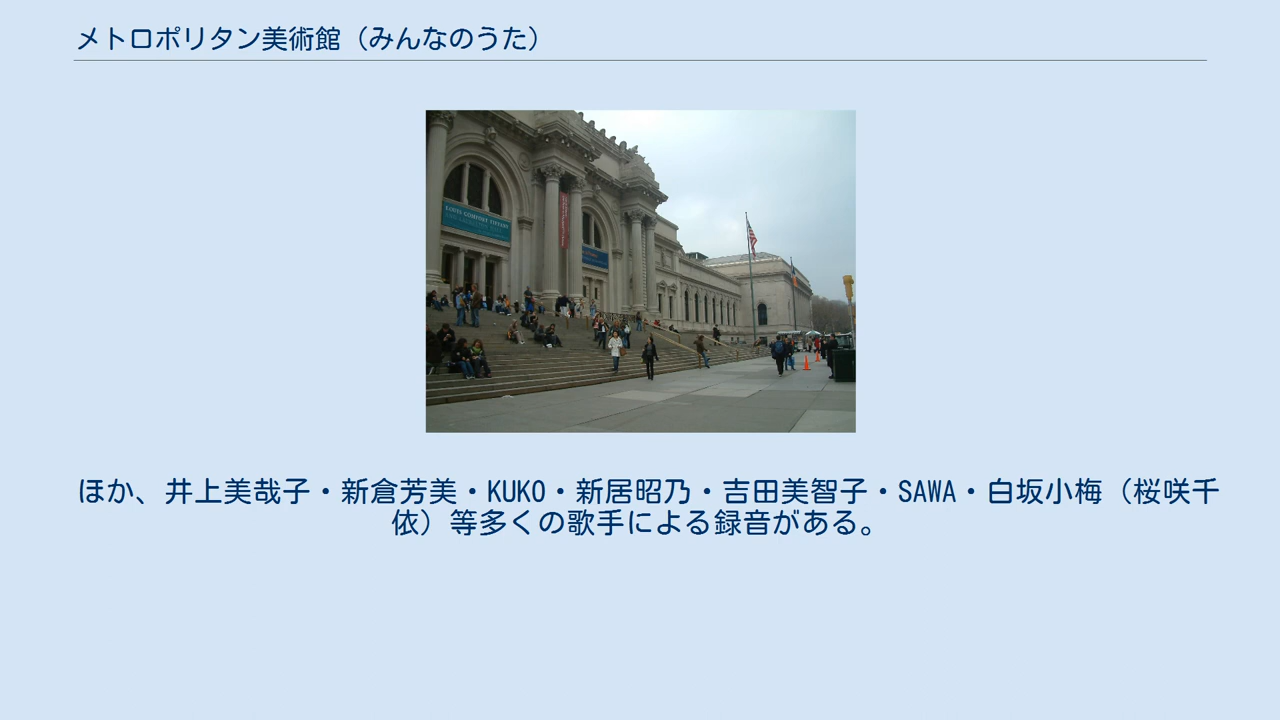 メトロポリタン美術館（みんなのうた）
ほか、井上美哉子・新倉芳美・KUKO・新居昭乃・吉田美智子・SAWA・白坂小梅（桜咲千
依）等多くの歌手による録音がある。